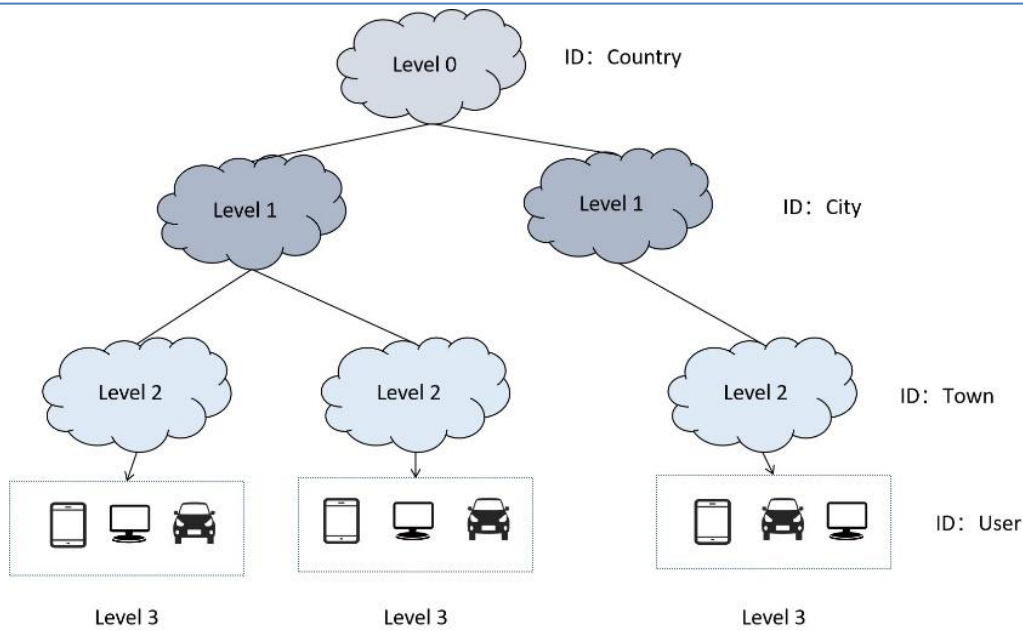 Level 0
ID：Country
Level 1
Level 1
ID：City
Level 2
Level 2
Level 2
ID：Town
ID：User
Level 3
Level 3
Level 3